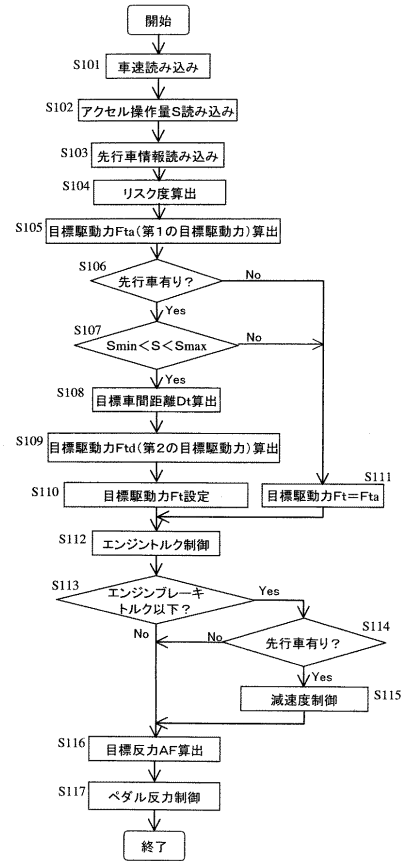 開始
S101
車速読み込み
S102
アクセル操作量S読み込み
S103
先行車情報読み込み
S104
リスク度算出
S105
目標駆動力Fta(第1の目標駆動力)算出
S106
先行車有り?
No
Yes
S107
Smin<S<Smax
No
Yes
S108
目標車間距離Dt算出
S109
目標駆動力Ftd(第2の目標駆動力)算出
S110
目標駆動力Ft設定
S111
目標駆動力Ft=Fta
S112
エンジントルク制御
S113
エンジンブレーキ
トルク以下?
Yes
No
S114
先行車有り?
No
Yes
S115
減速度制御
S116
目標反力AF算出
S117
ペダル反力制御
終了